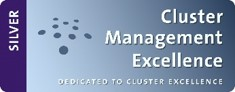 SILVER
Cluster
Management
Excellence
DEDICATED TO CLUSTER EXCELLENCE